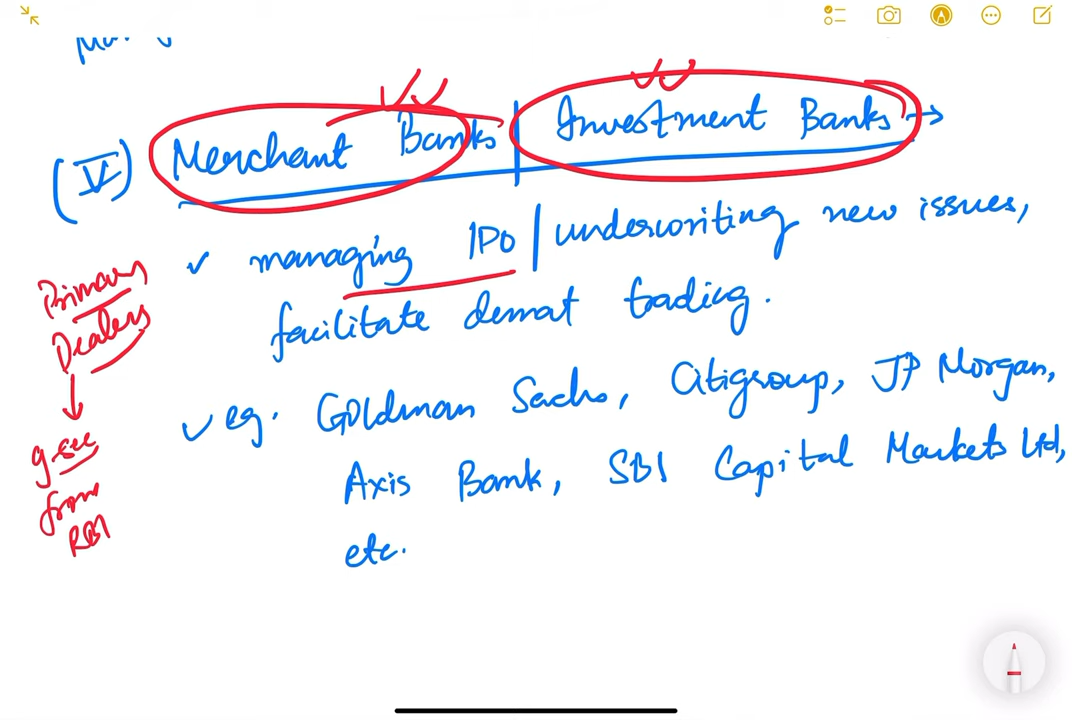 (V) Merchant Banks | Investment Banks →
✓ managing IPO | underwriting new issues,
facilitate demat trading.
✓ eg. Goldman Sachs, Citigroup, JP Morgan,
Axis Bank, SBI Capital Markets Ltd,
etc.
Primary
Dealers
↓
g-sec
from
RBI